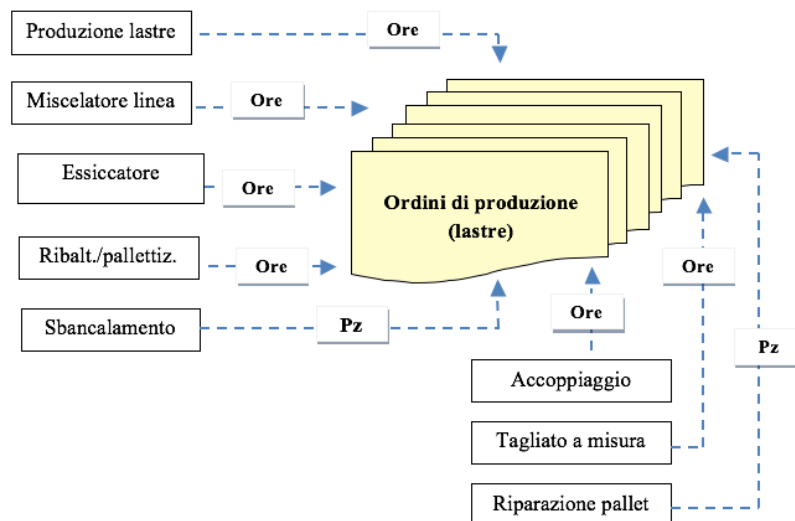 Produzione lastre
Ore
Miscelatore linea
Ore
Essiccatore
Ore
Ordini di produzione
(lastre)
Ribalt./pallettiz.
Ore
Ore
Sbancalamento
Pz
Ore
Pz
Accoppiaggio
Tagliato a misura
Riparazione pallet